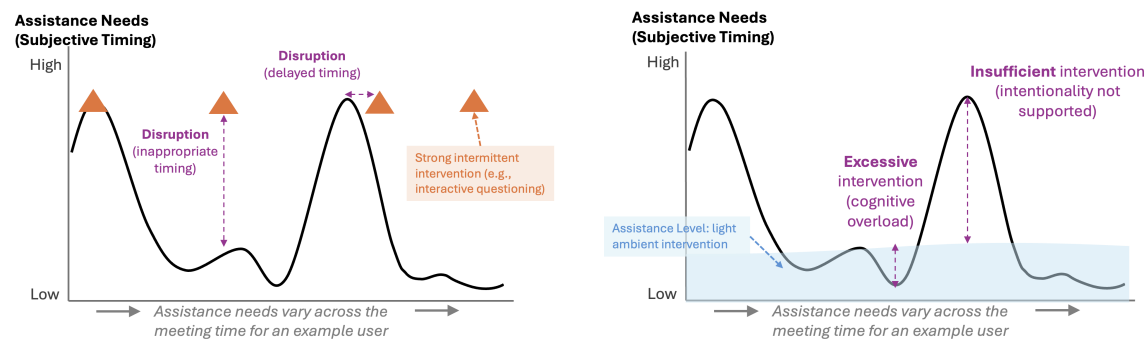 Assistance Needs
(Subjective Timing)
High
Disruption
(delayed timing)
Disruption
(inappropriate
timing)
Strong intermittent
intervention (e.g.,
interactive questioning)
Low
Assistance needs vary across the
meeting time for an example user
Assistance Needs
(Subjective Timing)
High
Insufficient intervention
(intentionality not
supported)
Excessive
intervention
(cognitive
overload)
Assistance Level: light
ambient intervention
Low
Assistance needs vary across the
meeting time for an example user